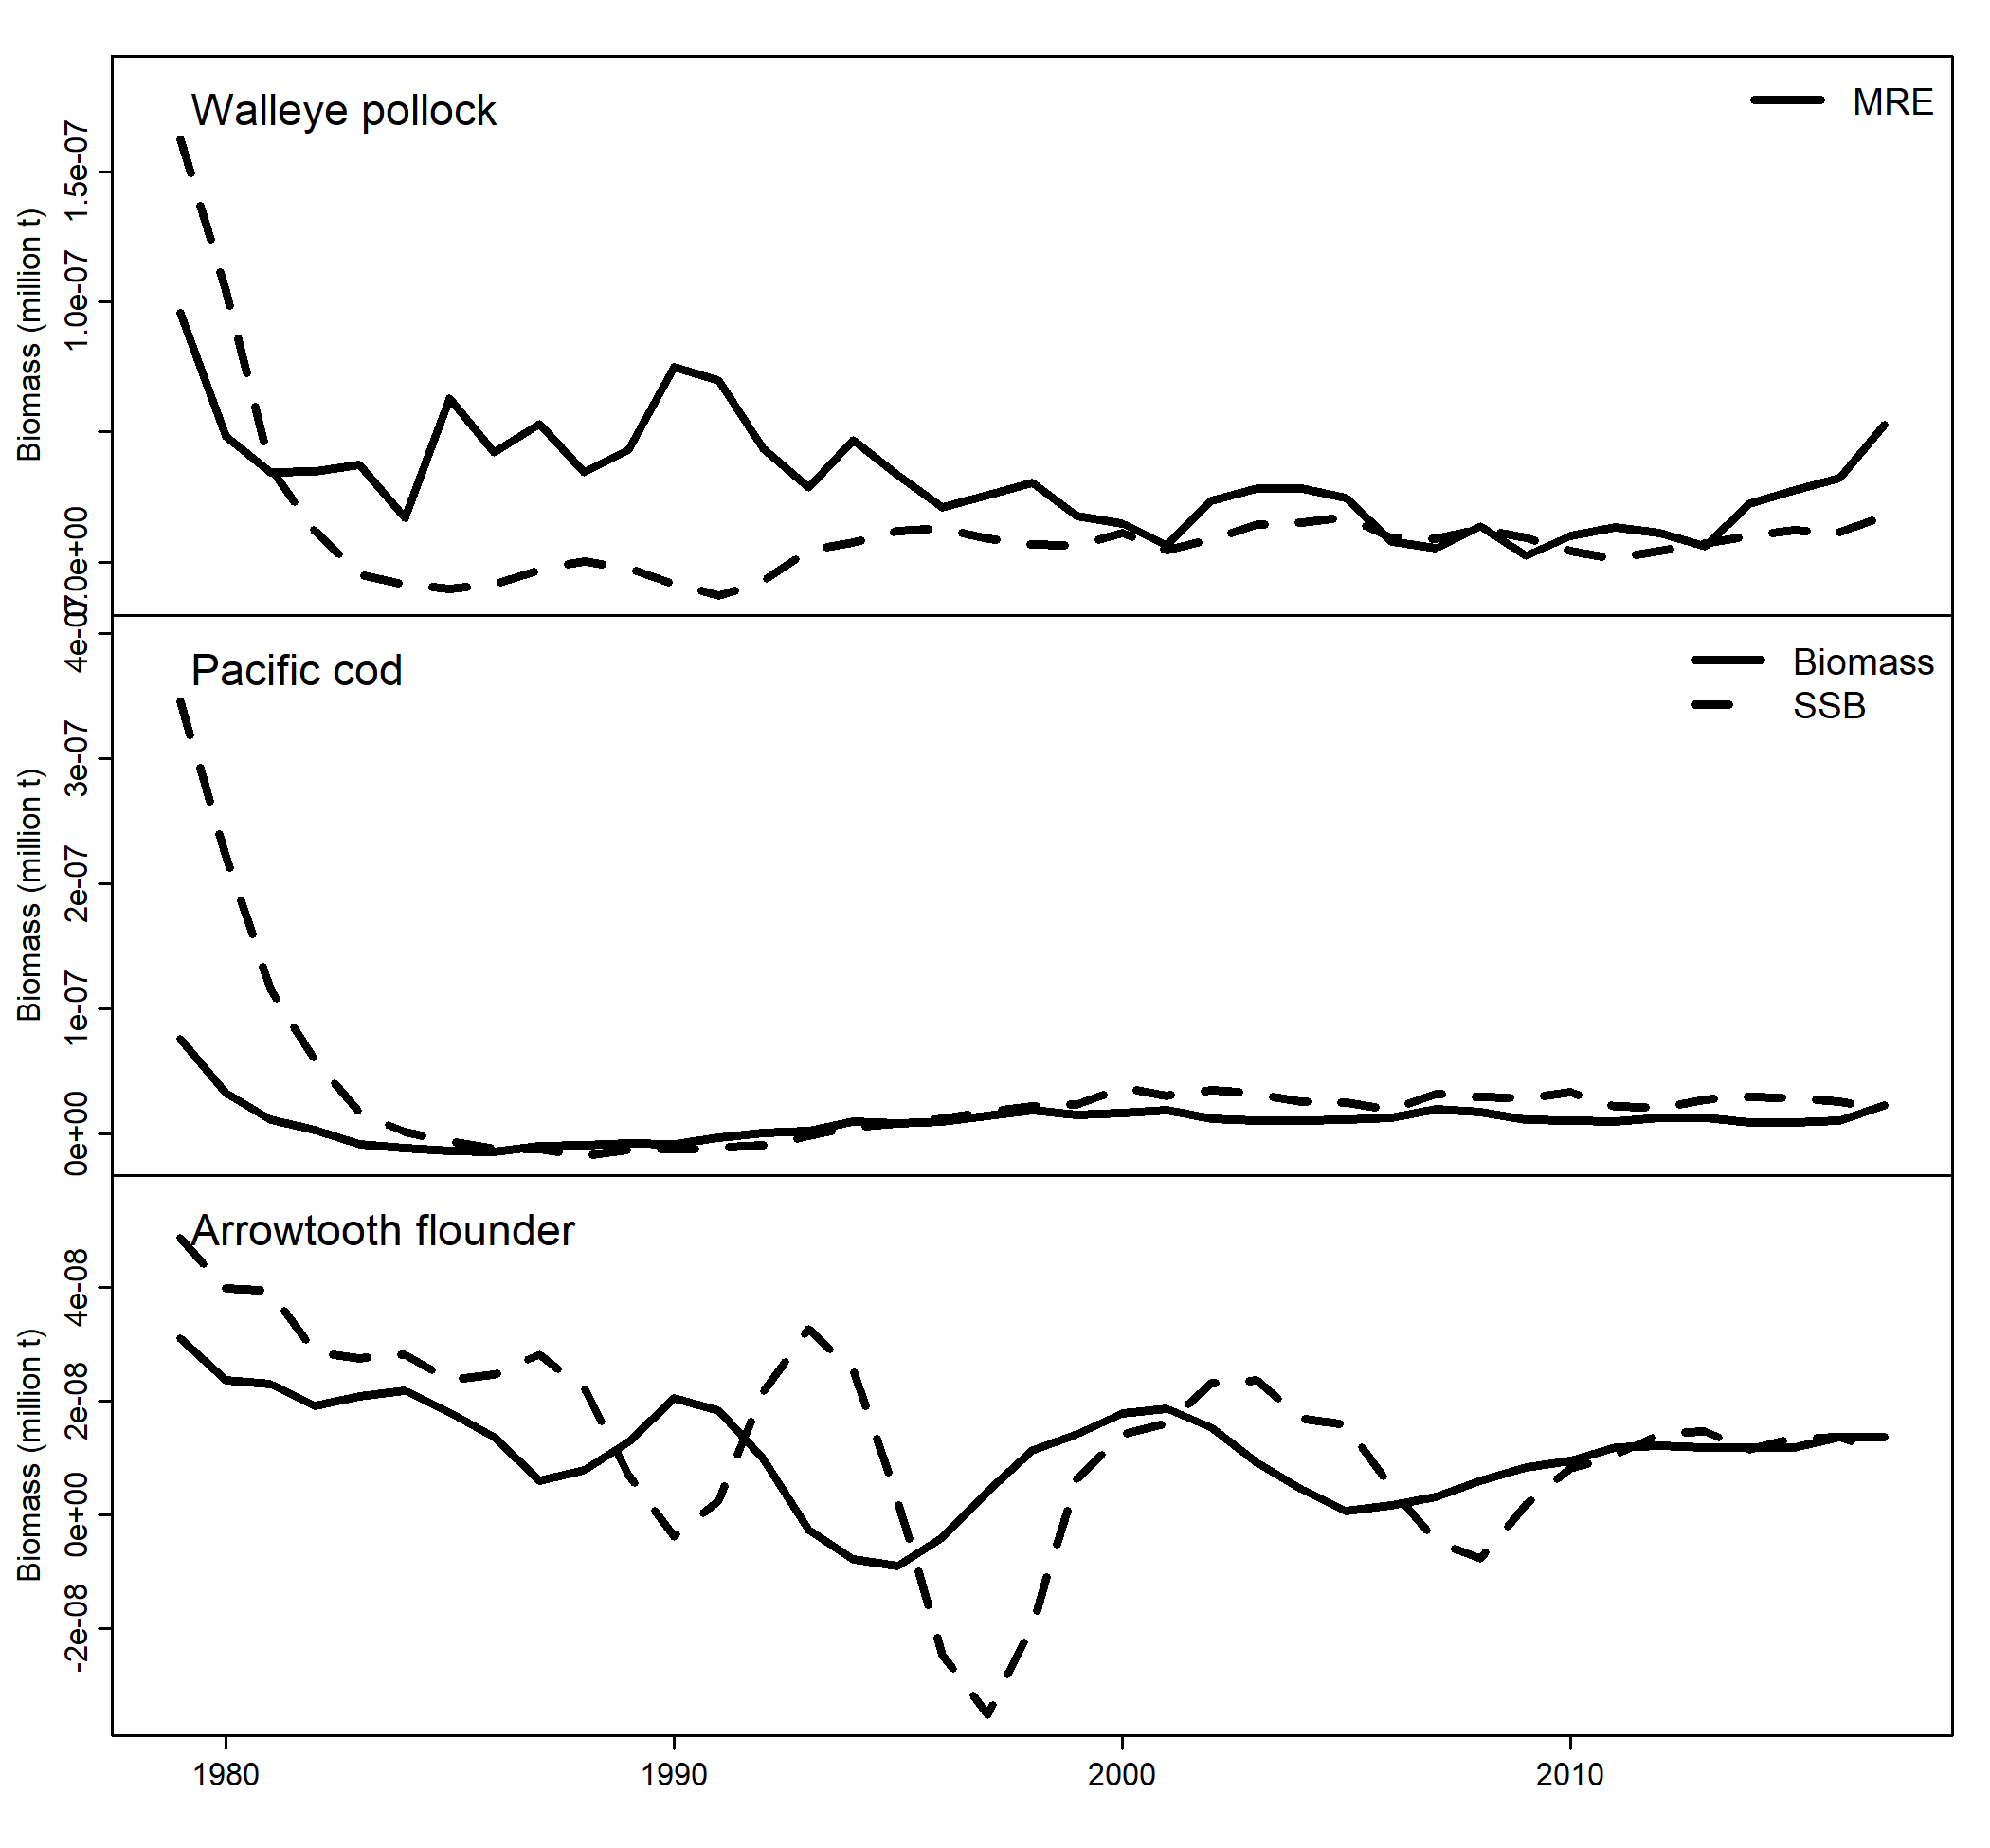 Walleye pollock
MRE
Biomass (million t)
1.5e-07
1.0e-07
0.0e+00
Pacific cod
Biomass
SSB
Biomass (million t)
4e-07
3e-07
2e-07
1e-07
0e+00
Arrowtooth flounder
Biomass (million t)
4e-08
2e-08
0e+00
-2e-08
1980
1990
2000
2010